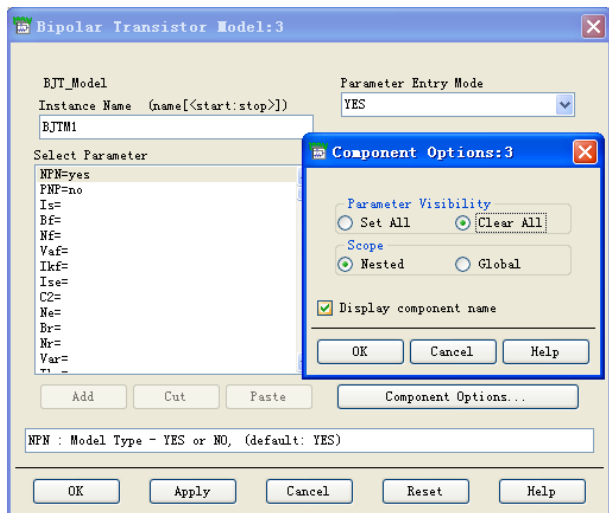 Bipolar Transistor Model:3
BJT_Model
Instance Name (name[<start:stop>])
BJTM1
Parameter Entry Mode
YES
Select Parameter
NPN=yes
PNP=no
Is=
Bf=
Nf=
Vaf=
Ikf=
Ise=
C2=
Ne=
Br=
Nr=
Var=
Component Options:3
Parameter Visibility
Set All Clear All
Scope
Nested Global
Display component name
OK Cancel Help
Add Cut Paste Component Options...
NPN : Model Type - YES or NO, (default: YES)
OK Apply Cancel Reset Help